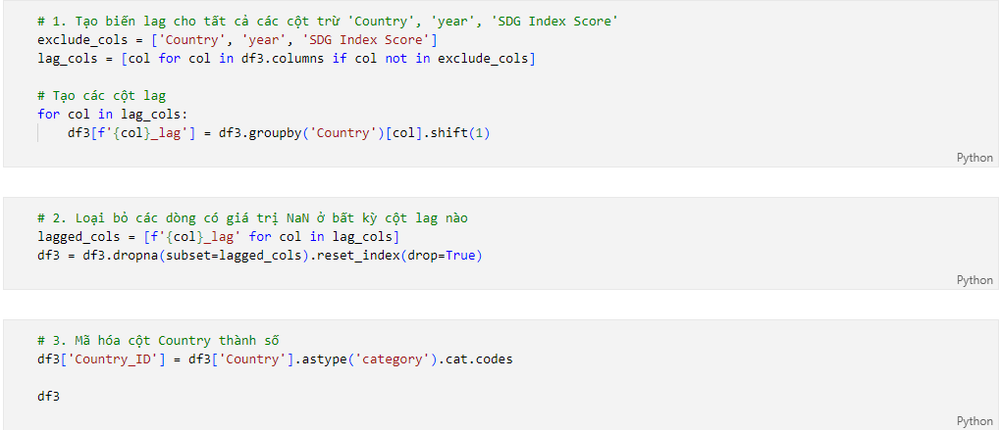 # 1. Tạo biến lag cho tất cả các cột trừ 'Country', 'year', 'SDG Index Score'
exclude_cols = ['Country', 'year', 'SDG Index Score']
lag_cols = [col for col in df3.columns if col not in exclude_cols]
# Tạo các cột lag
for col in lag_cols:
    df3[f'{col}_lag'] = df3.groupby('Country')[col].shift(1)
Python
# 2. Loại bỏ các dòng có giá trị NaN ở bất kỳ cột lag nào
lagged_cols = [f'{col}_lag' for col in lag_cols]
df3 = df3.dropna(subset=lagged_cols).reset_index(drop=True)
Python
# 3. Mã hóa cột Country thành số
df3['Country_ID'] = df3['Country'].astype('category').cat.codes
df3
Python